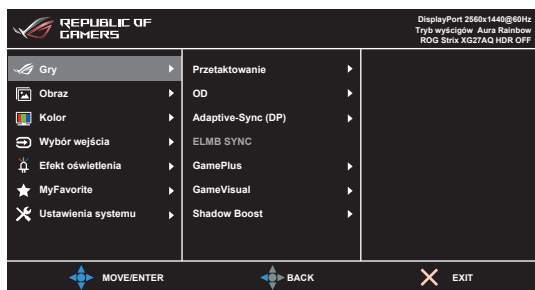 REPUBLIC OF
GAMERS
DisplayPort 2560x1440@60Hz
Tryb wyścigów Aura Rainbow
ROG Strix XG27AQ HDR OFF
Gry
Obraz
Kolor
Wybór wejścia
Efekt oświetlenia
MyFavorite
Ustawienia systemu
Przetaktowanie
OD
Adaptive-Sync (DP)
ELMB SYNC
GamePlus
GameVisual
Shadow Boost
MOVE/ENTER
BACK
EXIT